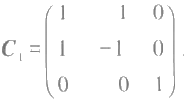 C₁ = ( 1 1 0
1 -1 0
0 0 1 ) .